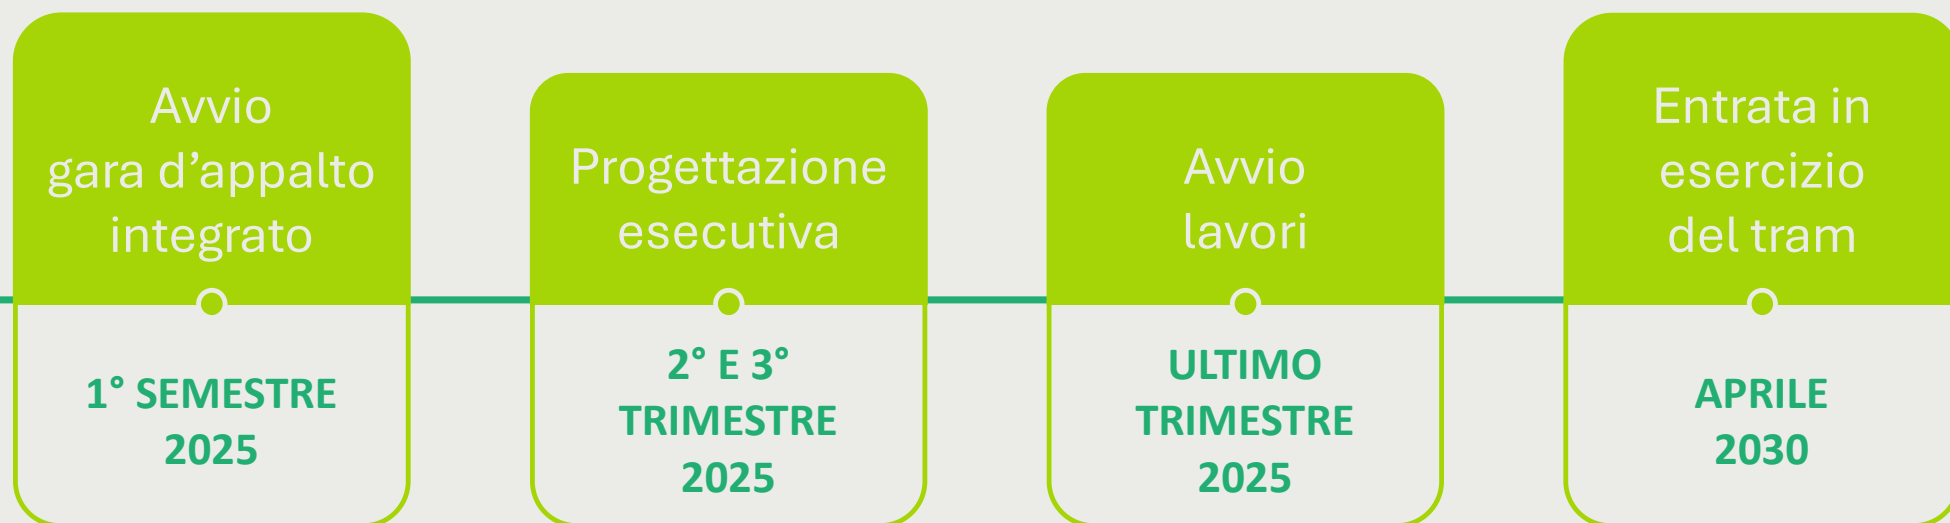 Avvio
gara d’appalto
integrato
1° SEMESTRE
2025
Progettazione
esecutiva
2° E 3°
TRIMESTRE
2025
Avvio
lavori
ULTIMO
TRIMESTRE
2025
Entrata in
esercizio
del tram
APRILE
2030